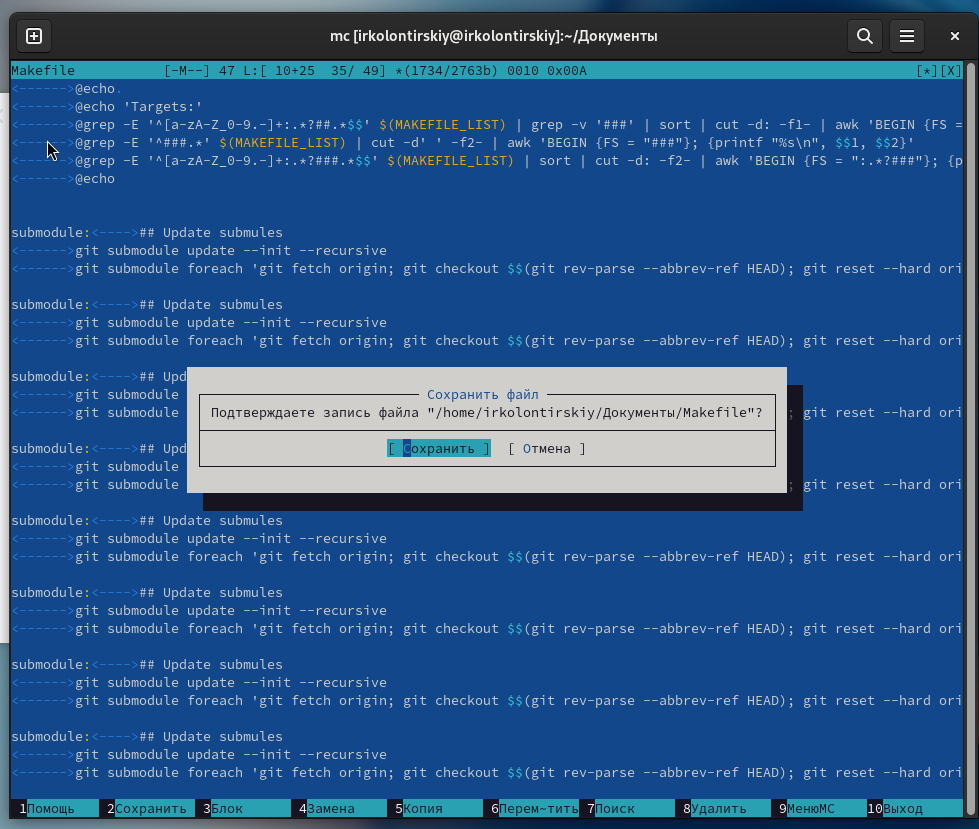 mc [irkolontirskiy@irkolontirskiy]:~/Документы
Makefile [-M--] 47 L:[ 10+25 35/ 49] *(1734/2763b) 0010 0x00A [*][X]
<------>@echo.
<------>@echo 'Targets:'
<------>@grep -E '^[a-zA-Z_0-9.-]+:.*?##.*$$' $(MAKEFILE_LIST) | grep -v '###' | sort | cut -d: -f1- | awk 'BEGIN {FS =
<------>@grep -E '^###.*' $(MAKEFILE_LIST) | cut -d' ' -f2- | awk 'BEGIN {FS = "###"}; {printf "%s\n", $$1, $$2}'
<------>@grep -E '^[a-zA-Z_0-9.-]+:.*?###.*$$' $(MAKEFILE_LIST) | sort | cut -d: -f2- | awk 'BEGIN {FS = ":.*?###"}; {p
<------>@echo
submodule:<---->## Update submules
<------>git submodule update --init --recursive
<------>git submodule foreach 'git fetch origin; git checkout $$(git rev-parse --abbrev-ref HEAD); git reset --hard ori
submodule:<---->## Update submules
<------>git submodule update --init --recursive
<------>git submodule foreach 'git fetch origin; git checkout $$(git rev-parse --abbrev-ref HEAD); git reset --hard ori
submodule:<---->## Upd
<------>git submodule
<------>git submodule ; git reset --hard ori
submodule:<---->## Upd
<------>git submodule
<------>git submodule ; git reset --hard ori
Сохранить файл
Подтверждаете запись файла "/home/irkolontirskiy/Документы/Makefile"?
[ Сохранить ] [ Отмена ]
submodule:<---->## Update submules
<------>git submodule update --init --recursive
<------>git submodule foreach 'git fetch origin; git checkout $$(git rev-parse --abbrev-ref HEAD); git reset --hard ori
submodule:<---->## Update submules
<------>git submodule update --init --recursive
<------>git submodule foreach 'git fetch origin; git checkout $$(git rev-parse --abbrev-ref HEAD); git reset --hard ori
submodule:<---->## Update submules
<------>git submodule update --init --recursive
<------>git submodule foreach 'git fetch origin; git checkout $$(git rev-parse --abbrev-ref HEAD); git reset --hard ori
submodule:<---->## Update submules
<------>git submodule update --init --recursive
<------>git submodule foreach 'git fetch origin; git checkout $$(git rev-parse --abbrev-ref HEAD); git reset --hard ori
1Помощь 2Сохранить 3Блок 4Замена 5Копия 6Перем~тить 7Поиск 8Удалить 9МенюМС 10Выход